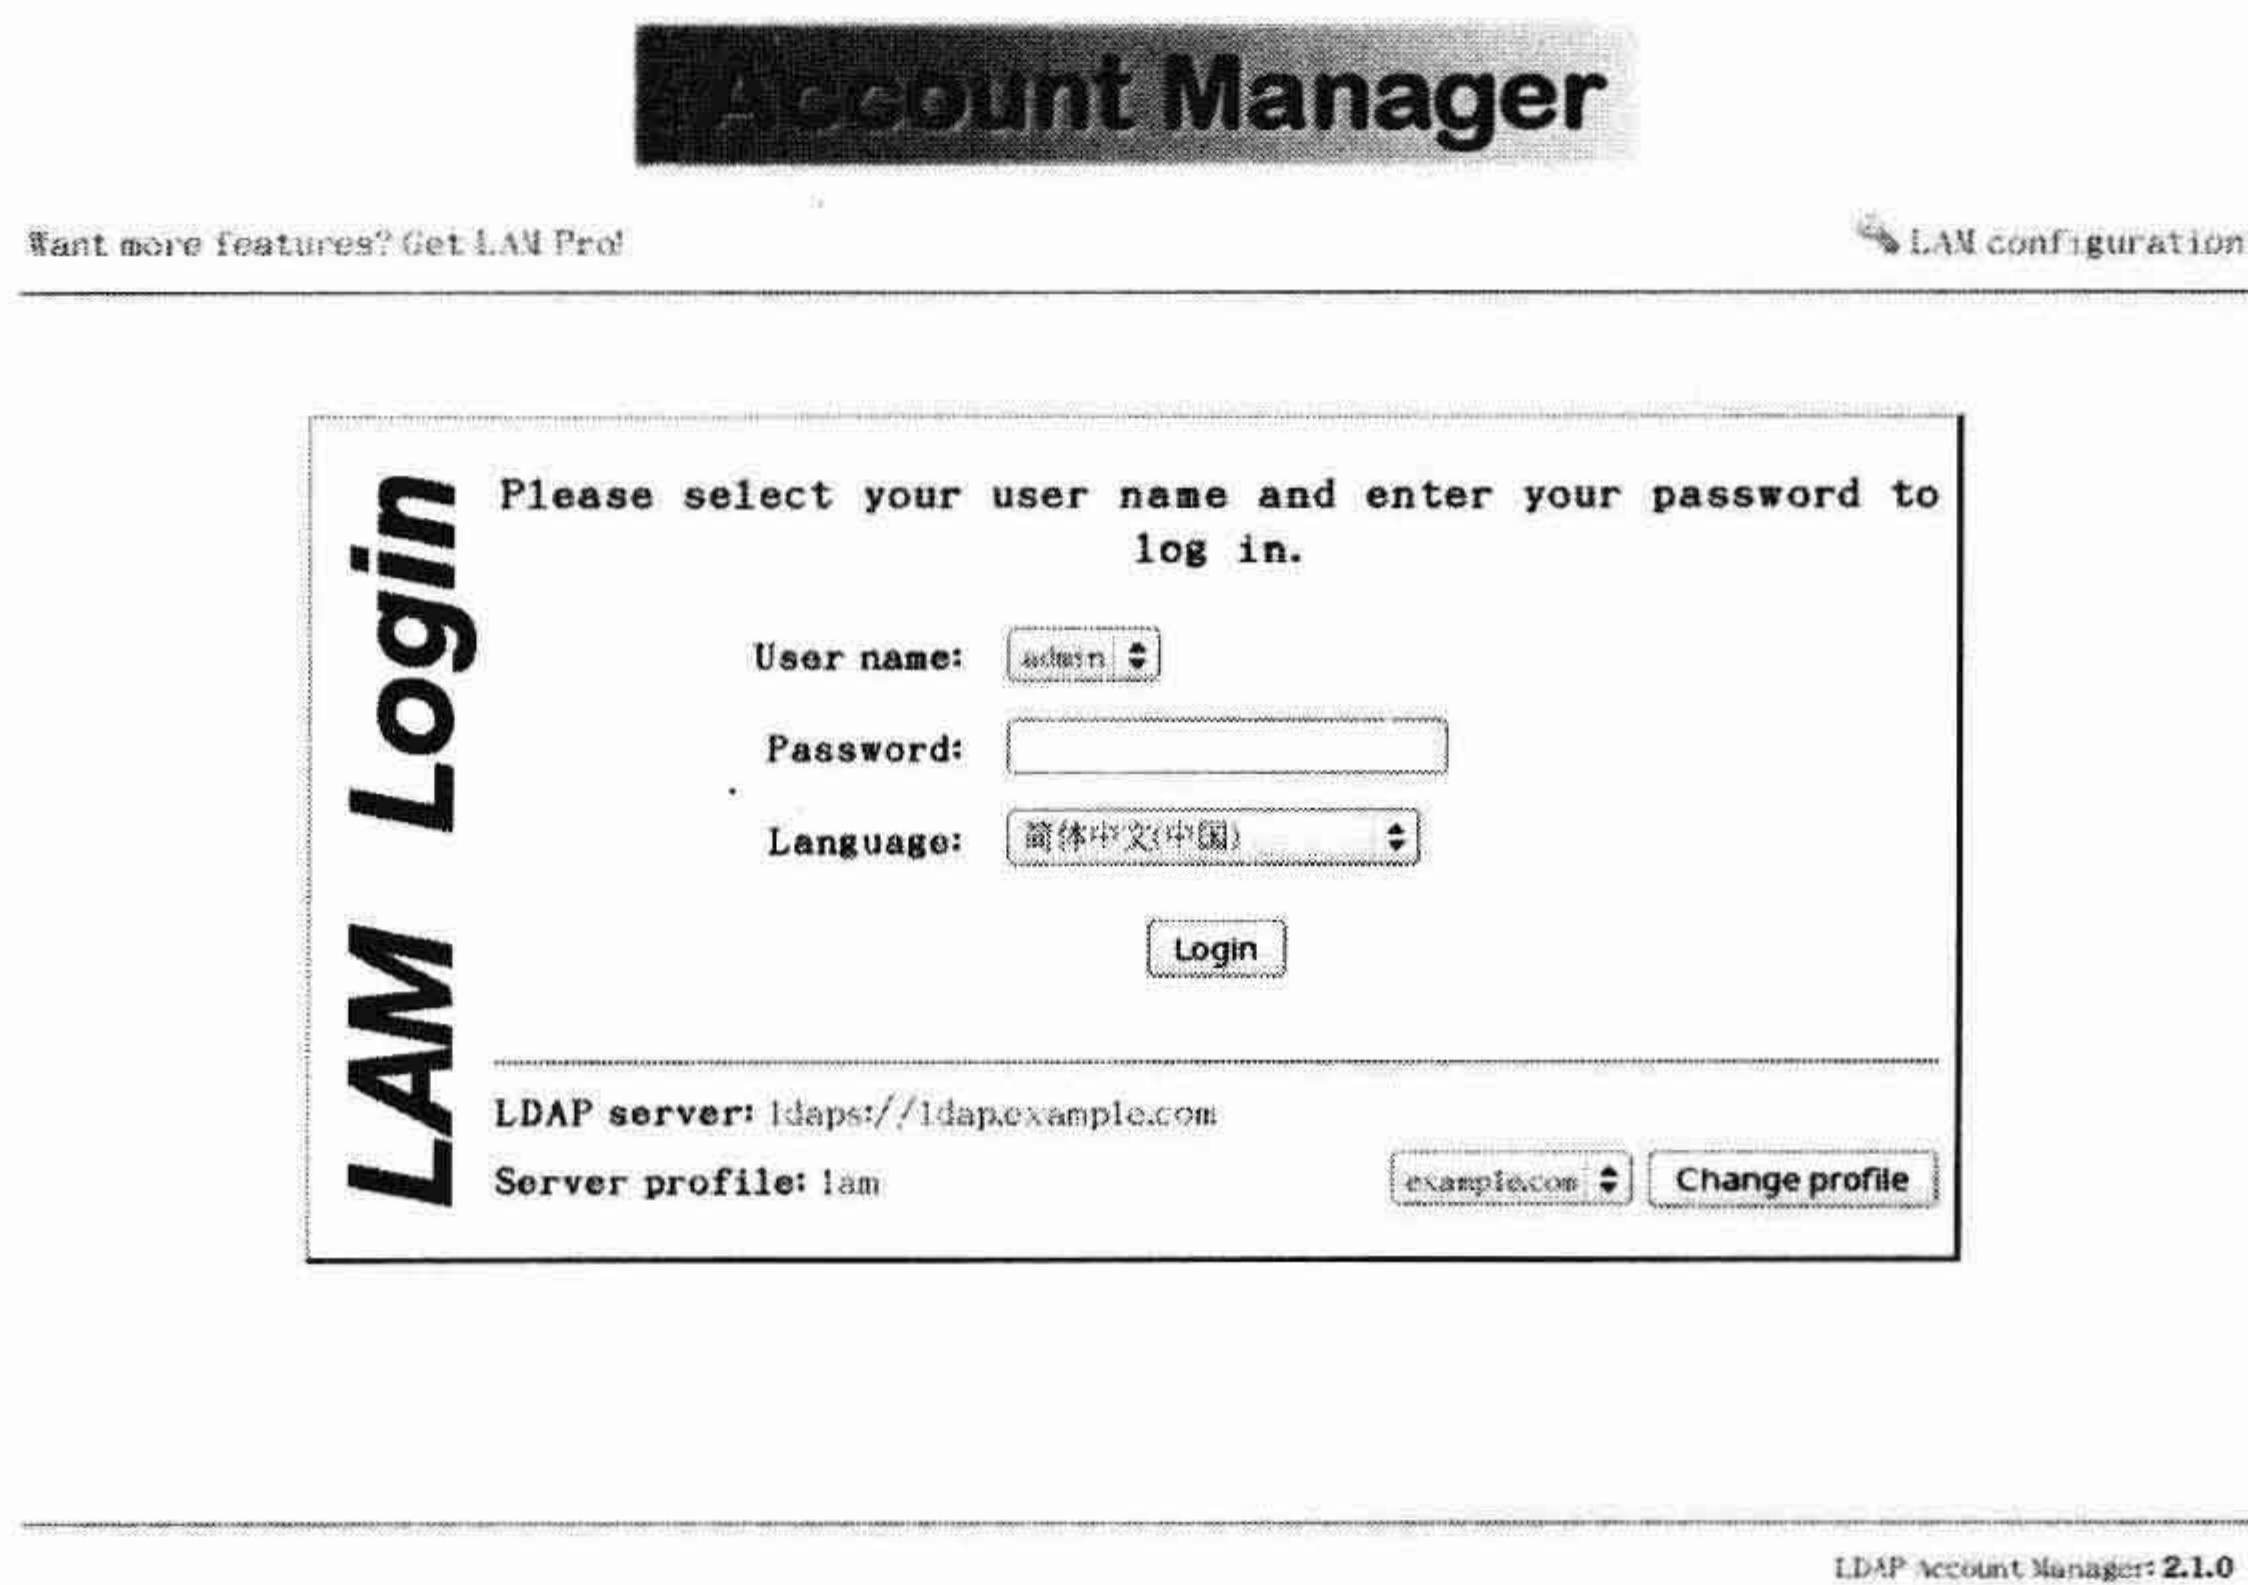 Account Manager
Want more features? Get LAM Pro!
LAM configuration
LAM Login
Please select your user name and enter your password to
log in.
User name: admin
Password:
Language: 简体中文(中国)
Login
LDAP server: ldaps://ldap.example.com
Server profile: lam
example.com Change profile
LDAP Account Manager: 2.1.0